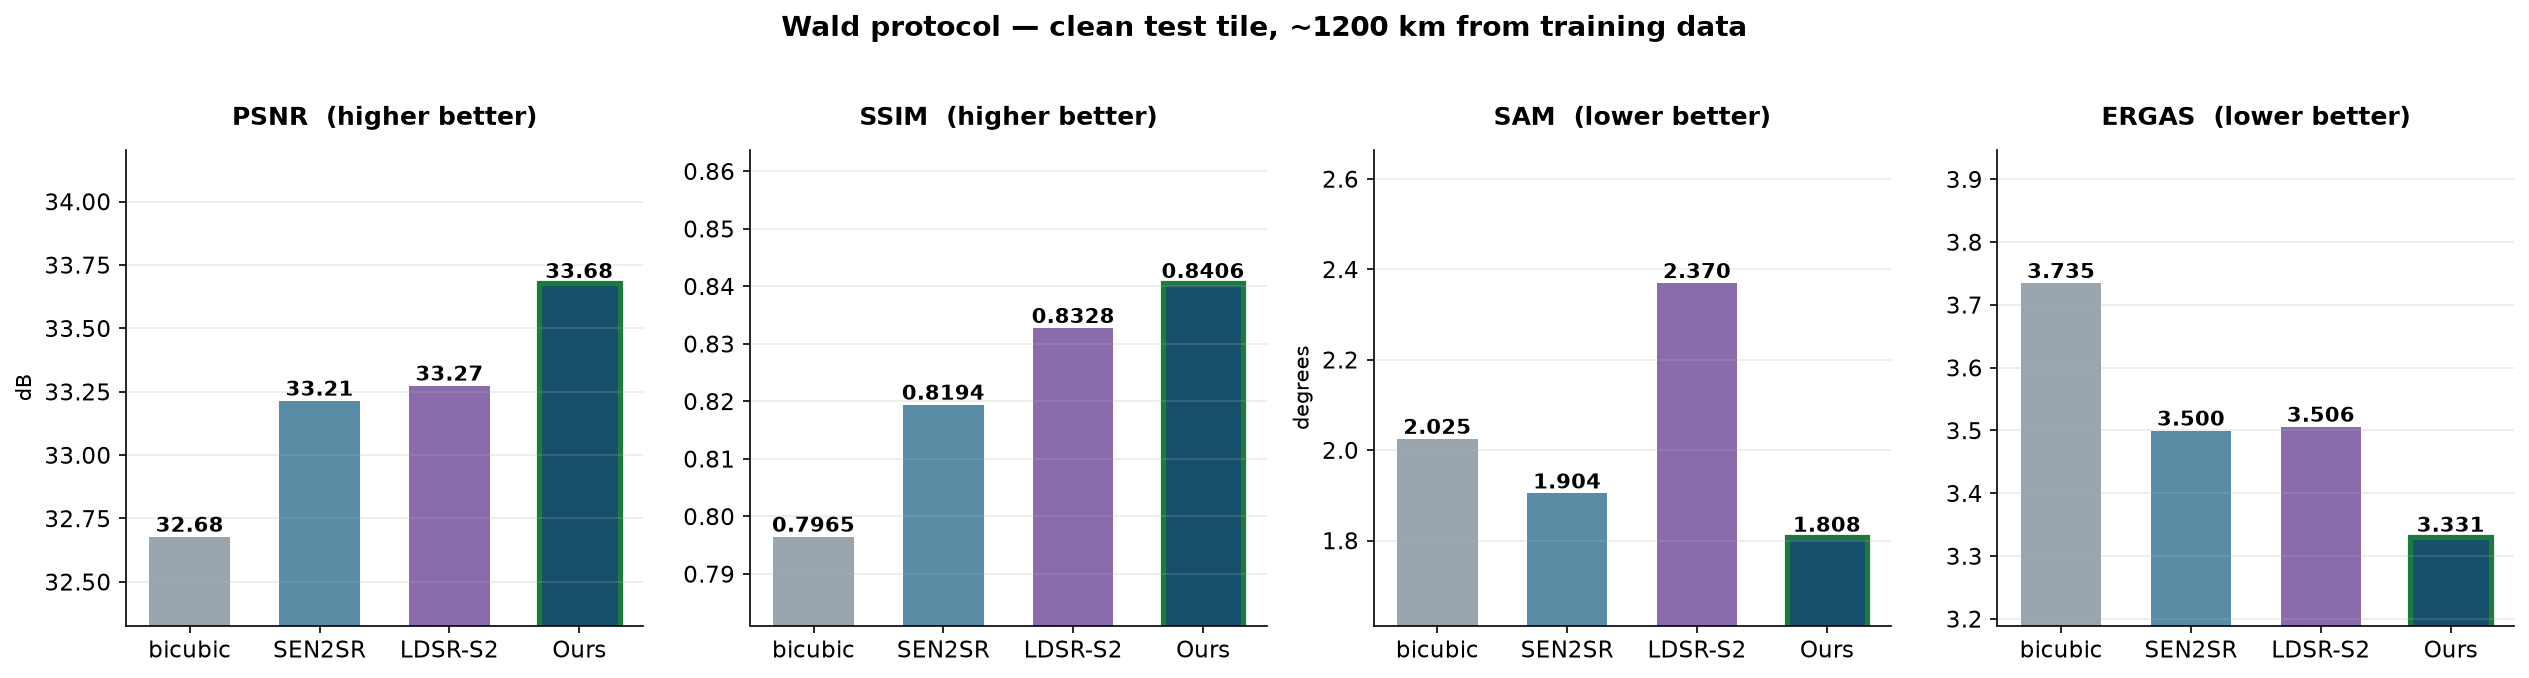 Wald protocol — clean test tile, ~1200 km from training data
PSNR (higher better)
dB
34.00
33.75
33.50
33.25
33.00
32.75
32.50
32.68
33.21
33.27
33.68
bicubic
SEN2SR
LDSR-S2
Ours
SSIM (higher better)
0.86
0.85
0.84
0.83
0.82
0.81
0.80
0.79
0.7965
0.8194
0.8328
0.8406
bicubic
SEN2SR
LDSR-S2
Ours
SAM (lower better)
degrees
2.6
2.4
2.2
2.0
1.8
2.025
1.904
2.370
1.808
bicubic
SEN2SR
LDSR-S2
Ours
ERGAS (lower better)
3.9
3.8
3.7
3.6
3.5
3.4
3.3
3.2
3.735
3.500
3.506
3.331
bicubic
SEN2SR
LDSR-S2
Ours